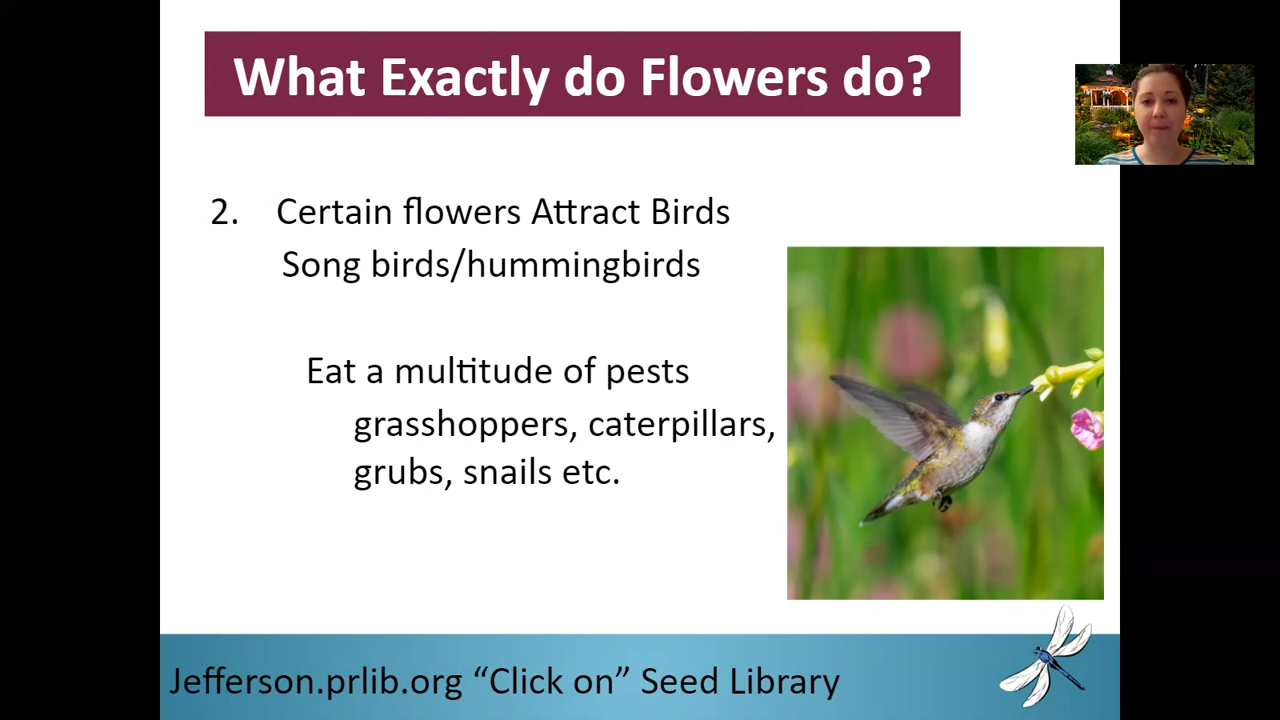 What Exactly do Flowers do?
2. Certain flowers Attract Birds
Song birds/hummingbirds
Eat a multitude of pests
grasshoppers, caterpillars,
grubs, snails etc.
Jefferson.prlib.org “Click on” Seed Library